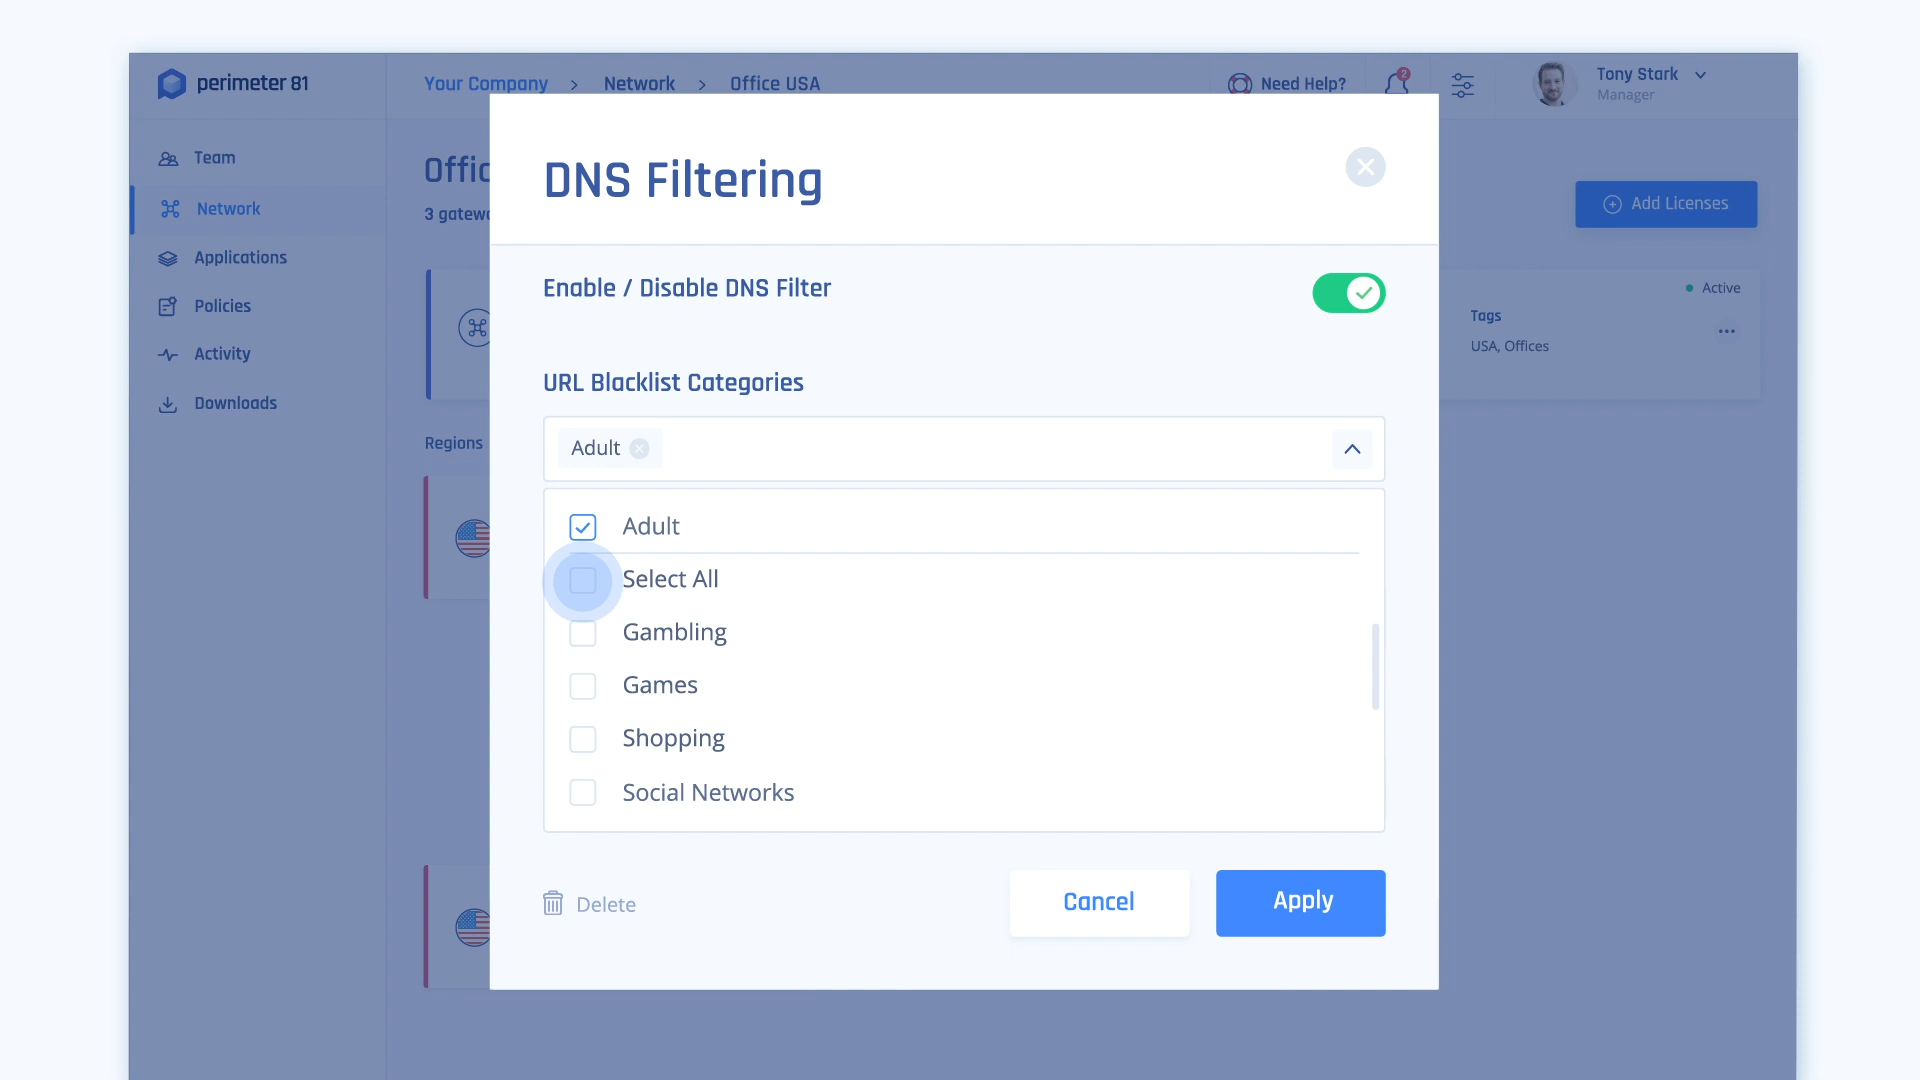 perimeter 81
Your Company > Network > Office USA
Need Help?
2
Tony Stark
Manager
Team
Network
Applications
Policies
Activity
Downloads
Offic
3 gatew
Add Licenses
Active
Tags
USA, Offices
Regions
DNS Filtering
Enable / Disable DNS Filter
URL Blacklist Categories
Adult
Adult
Select All
Gambling
Games
Shopping
Social Networks
Delete
Cancel
Apply